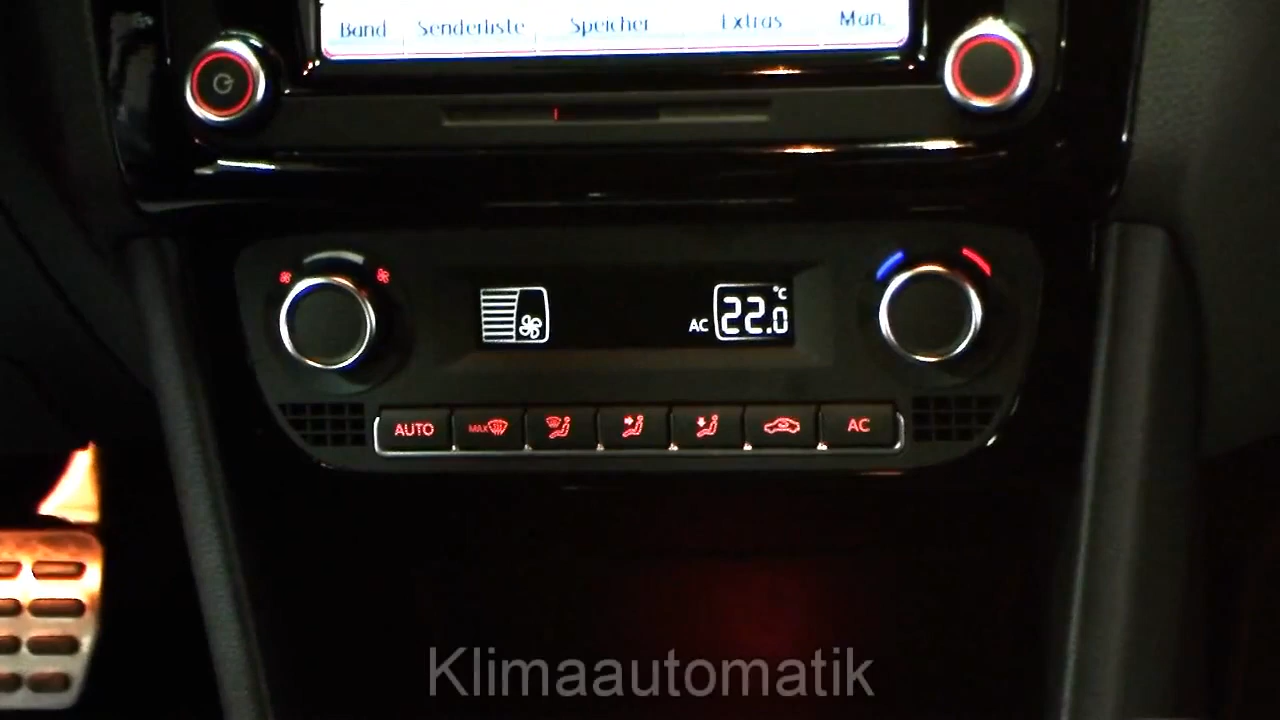 Band Senderliste Speicher Extras Man.
AC 22.0 °C
AUTO MAX AC
Klimaautomatik